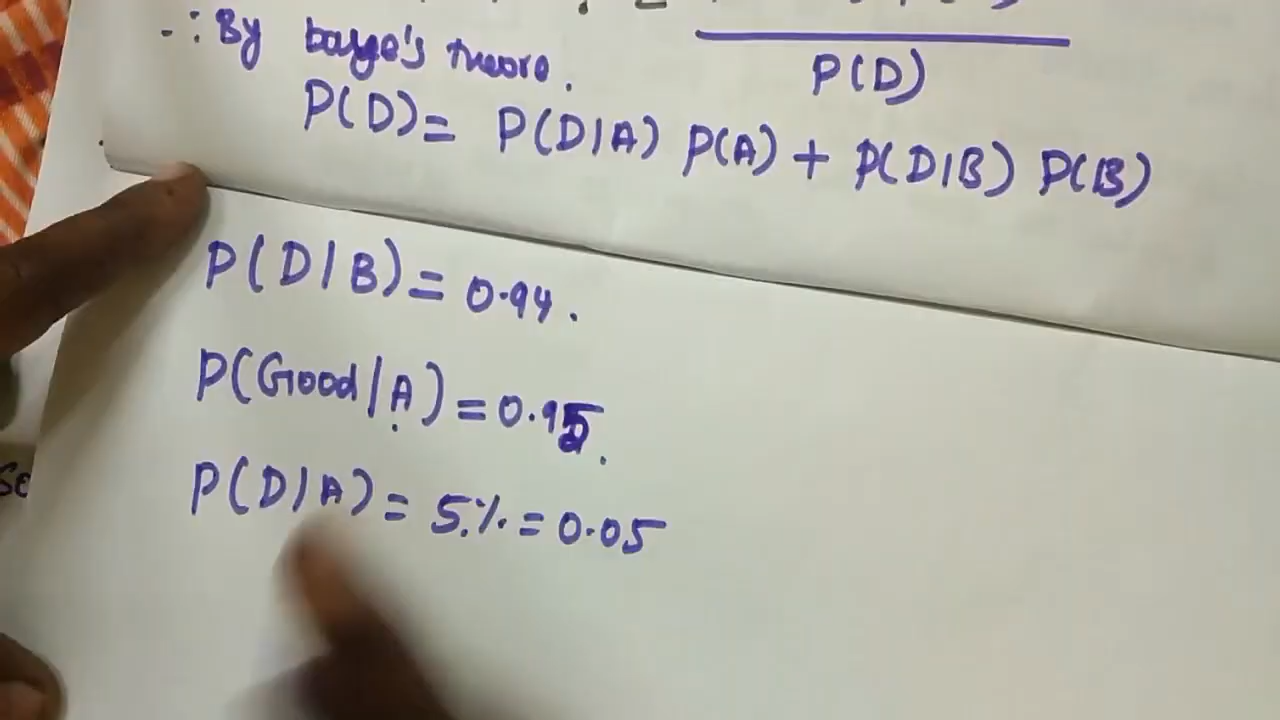 ∴ By baye's theore.
P(D)
P(D)= P(D|A) P(A) + P(D|B) P(B)
P(D|B)= 0.94.
P(Good|A)=0.95.
P(D|A)= 5%.=0.05